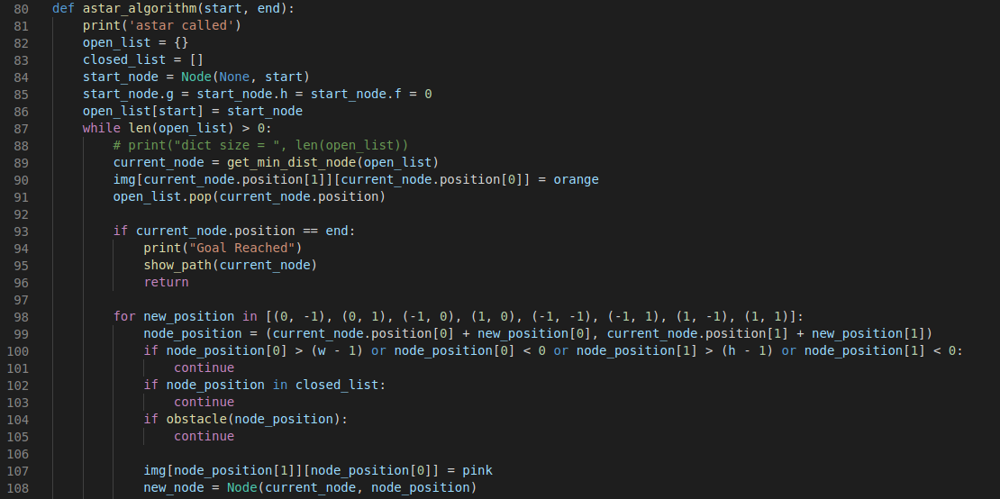 80 def astar_algorithm(start, end):
81     print('astar called')
82     open_list = {}
83     closed_list = []
84     start_node = Node(None, start)
85     start_node.g = start_node.h = start_node.f = 0
86     open_list[start] = start_node
87     while len(open_list) > 0:
88         # print("dict size = ", len(open_list))
89         current_node = get_min_dist_node(open_list)
90         img[current_node.position[1]][current_node.position[0]] = orange
91         open_list.pop(current_node.position)
92
93         if current_node.position == end:
94             print("Goal Reached")
95             show_path(current_node)
96             return
97
98         for new_position in [(0, -1), (0, 1), (-1, 0), (1, 0), (-1, -1), (-1, 1), (1, -1), (1, 1)]:
99             node_position = (current_node.position[0] + new_position[0], current_node.position[1] + new_position[1])
100             if node_position[0] > (w - 1) or node_position[0] < 0 or node_position[1] > (h - 1) or node_position[1] < 0:
101                 continue
102             if node_position in closed_list:
103                 continue
104             if obstacle(node_position):
105                 continue
106
107             img[node_position[1]][node_position[0]] = pink
108             new_node = Node(current_node, node_position)